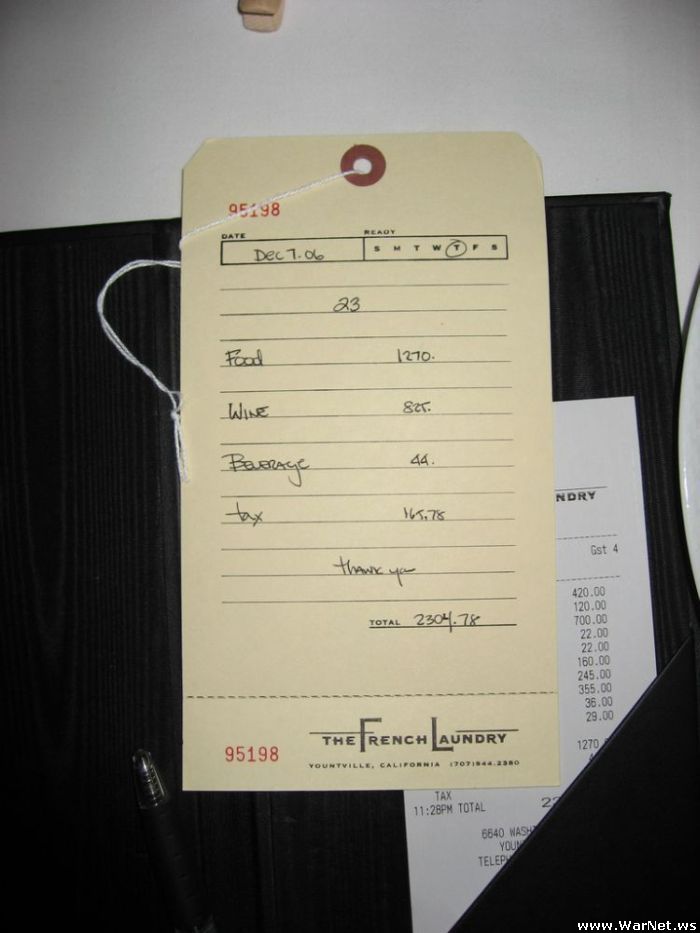 95198
DATE READY
Dec 7.06 S M T W T F S
23
Food 1270.
Wine 825.
Beverage 44.
tax 165.78
thank you
TOTAL 2304.78
95198
THE FRENCH LAUNDRY
YOUNTVILLE, CALIFORNIA (707)944.2380
NDRY
Gst 4
420.00
120.00
700.00
22.00
22.00
160.00
245.00
355.00
36.00
29.00
1270
TAX
11:28PM TOTAL
6640 WASH
YOUN
TELEP
www.WarNet.ws